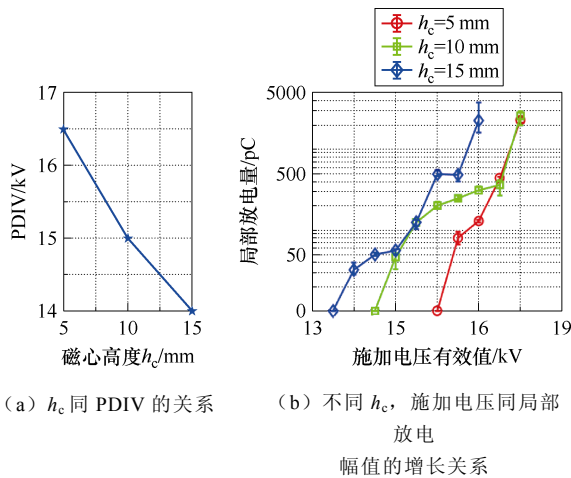 hc=5 mm
hc=10 mm
hc=15 mm
17
16
15
14
PDIV/kV
5
10
15
磁心高度hc/mm
5000
500
50
0
局部放电量/pC
13
15
16
19
施加电压有效值/kV
(a) hc同 PDIV 的关系
(b) 不同 hc，施加电压同局部
放电
幅值的增长关系